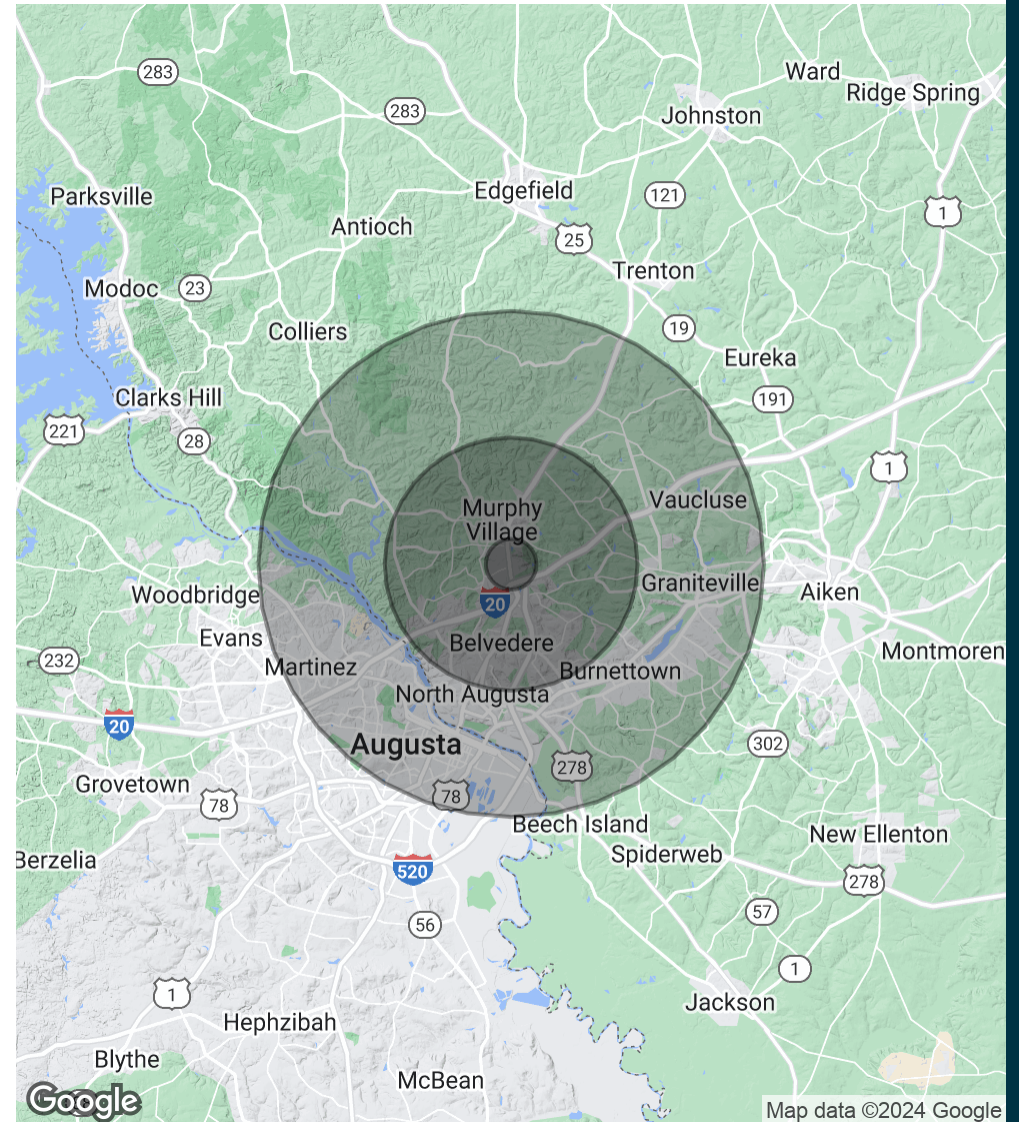 283
Ward
Ridge Spring
283
Johnston
Parksville
Edgefield
121
1
Antioch
25
Trenton
Modoc
23
Colliers
19
Eureka
Clarks Hill
191
221
28
1
Murphy
Village
Vaucluse
Woodbridge
20
Graniteville
Aiken
Evans
Belvedere
Montmoren
232
Martinez
Burnettown
North Augusta
20
Augusta
302
278
Grovetown
78
78
Beech Island
New Ellenton
Berzelia
520
Spiderweb
278
56
57
1
1
Jackson
Hephzibah
Blythe
McBean
Google
Map data ©2024 Google